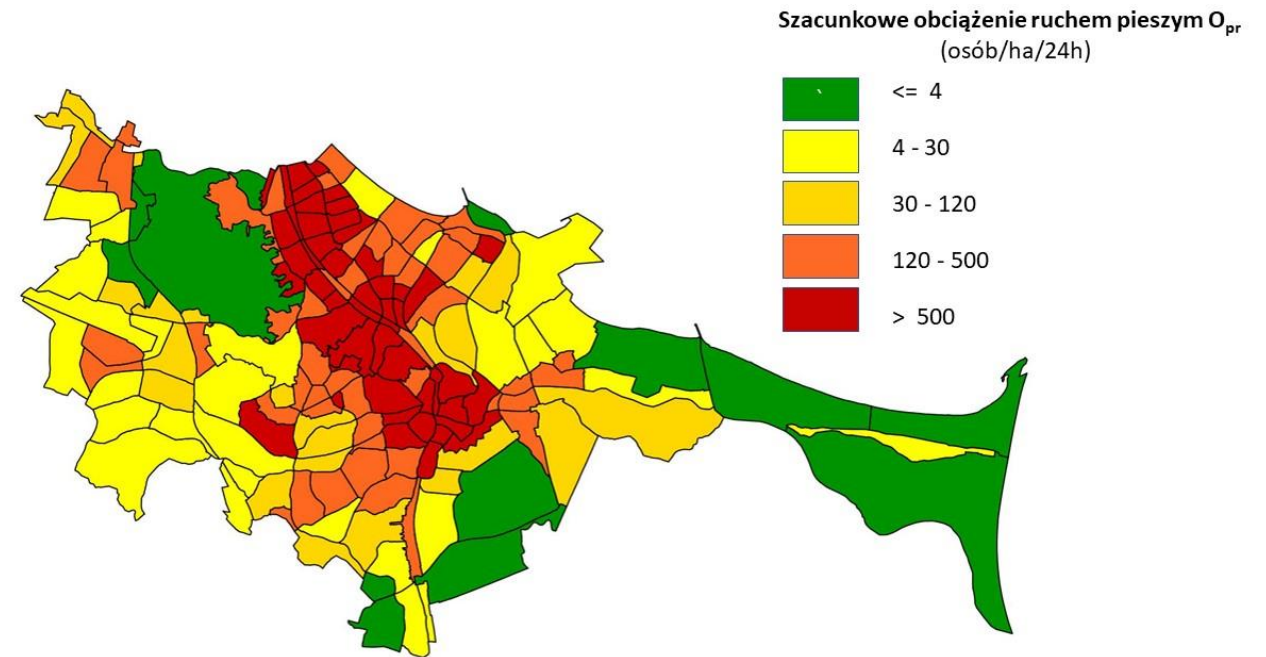 Szacunkowe obciążenie ruchem pieszym Opr
(osób/ha/24h)
<= 4
4 - 30
30 - 120
120 - 500
> 500